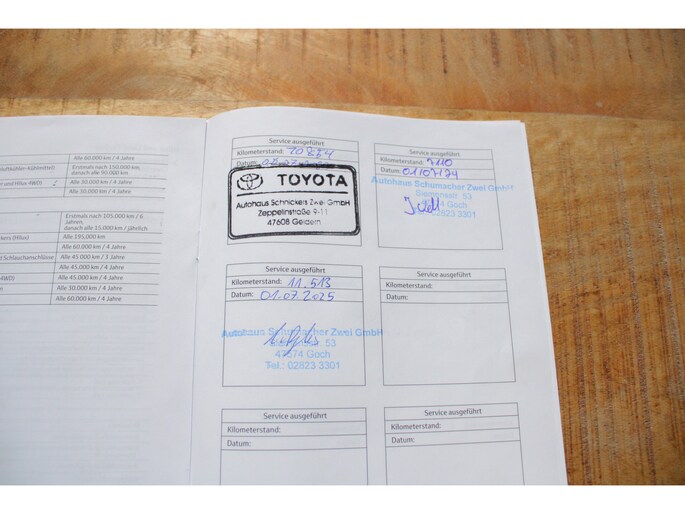 Alle 60.000 km / 4 Jahre
Erstmals nach 150.000 km,
danach alle 90.000 km
Alle 30.000 km / 4 Jahre
Alle 30.000 km / 4 Jahre
Erstmals nach 105.000 km / 6
Jahren,
danach alle 15.000 km / jährlich
Alle 195.000 km
Alle 60.000 km / 4 Jahre
Alle 45 000 km / 3 Jahre
Alle 45.000 km / 4 Jahre
Alle 45.000 km / 4 Jahre
Alle 30.000 km / 4 Jahre
Alle 60.000 km / 4 Jahre
Service ausgeführt
Kilometerstand:
Datum:
TOYOTA
Autohaus Schnickers Zwei GmbH
Zeppelinstraße 9-11
47608 Geldern
Service ausgeführt
Kilometerstand: 7110
Datum: 01/07/24
Autohaus Schumacher Zwei GmbH
53
Goch
02823 3301
Service ausgeführt
Kilometerstand: 11.513
Datum: 01.07.2025
Autohaus Schumacher Zwei GmbH
53
47574 Goch
Tel.: 02823 3301
Service ausgeführt
Kilometerstand:
Datum:
Service ausgeführt
Kilometerstand:
Datum:
Service ausgeführt
Kilometerstand:
Datum: